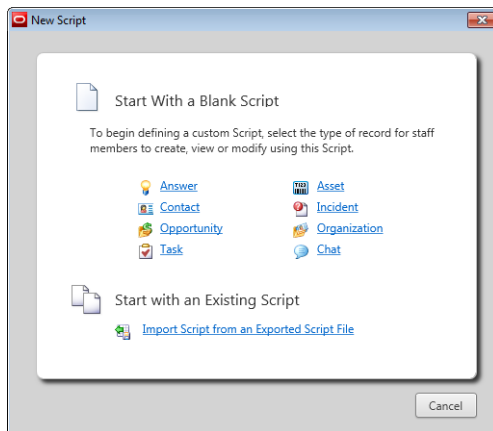 New Script
Start With a Blank Script
To begin defining a custom Script, select the type of record for staff
members to create, view or modify using this Script.
Answer Asset
Contact Incident
Opportunity Organization
Task Chat
Start with an Existing Script
Import Script from an Exported Script File
Cancel